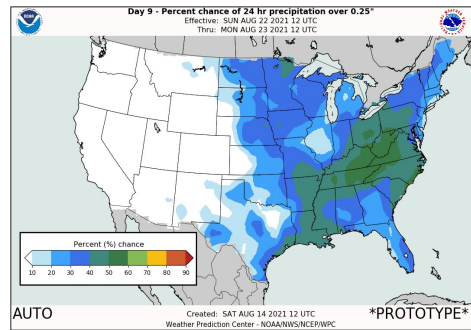 Day 9 - Percent chance of 24 hr precipitation over 0.25"
Effective: SUN AUG 22 2021 12 UTC
Thru: MON AUG 23 2021 12 UTC
Percent (%) chance
10 20 30 40 50 60 70 80 90
AUTO
Created: SAT AUG 14 2021 12 UTC
*PROTOTYPE*
Weather Prediction Center - NOAA/NWS/NCEP/WPC